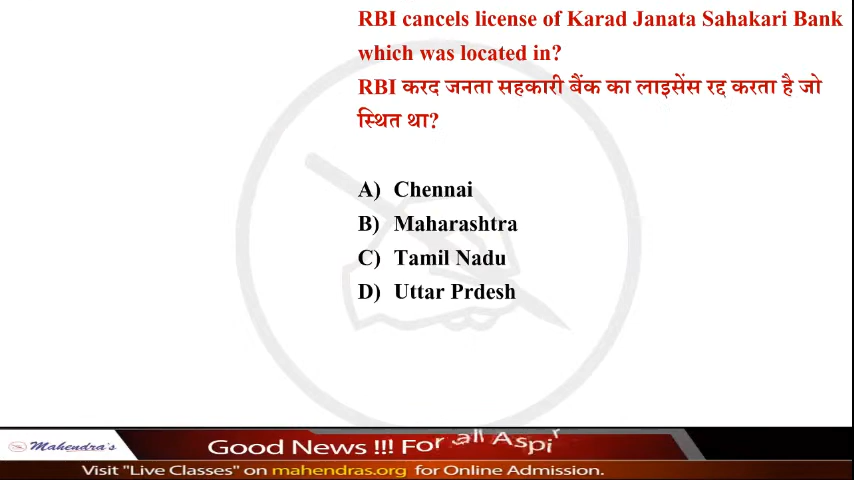 RBI cancels license of Karad Janata Sahakari Bank
which was located in?
RBI करद जनता सहकारी बैंक का लाइसेंस रद्द करता है जो
स्थित था?
A) Chennai
B) Maharashtra
C) Tamil Nadu
D) Uttar Prdesh
Mahendra's
Good News !!! For all Aspir
Visit "Live Classes" on mahendras.org for Online Admission.